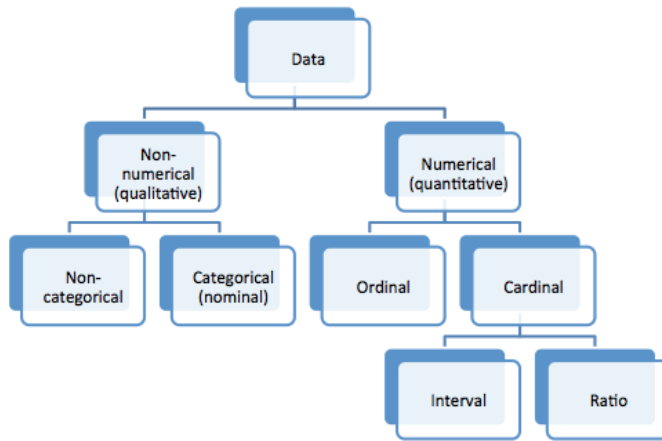 Data
Non-
numerical
(qualitative)
Numerical
(quantitative)
Non-
categorical
Categorical
(nominal)
Ordinal
Cardinal
Interval
Ratio